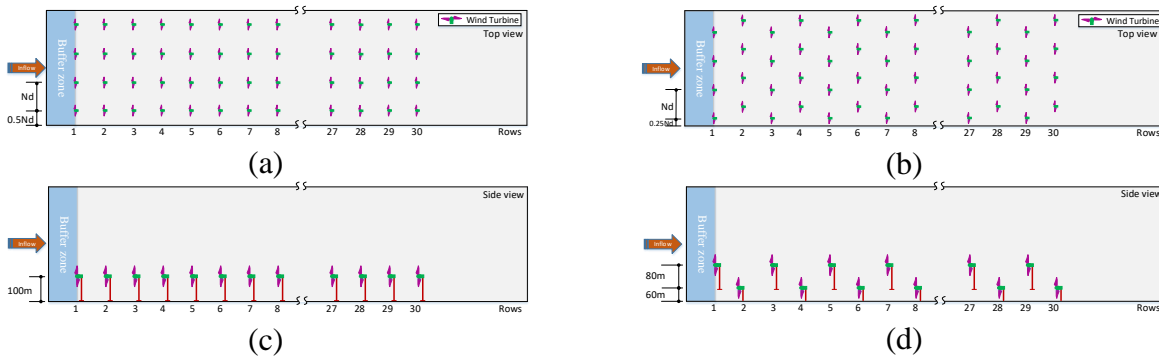 Wind Turbine
Top view
Buffer zone
Inflow
Nd
0.5Nd
1 2 3 4 5 6 7 8 27 28 29 30 Rows
(a)
Wind Turbine
Top view
Buffer zone
Inflow
Nd
0.25Nd
1 2 3 4 5 6 7 8 27 28 29 30 Rows
(b)
Side view
Buffer zone
Inflow
100m
1 2 3 4 5 6 7 8 27 28 29 30 Rows
(c)
Side view
Buffer zone
Inflow
80m
60m
1 2 3 4 5 6 7 8 27 28 29 30 Rows
(d)